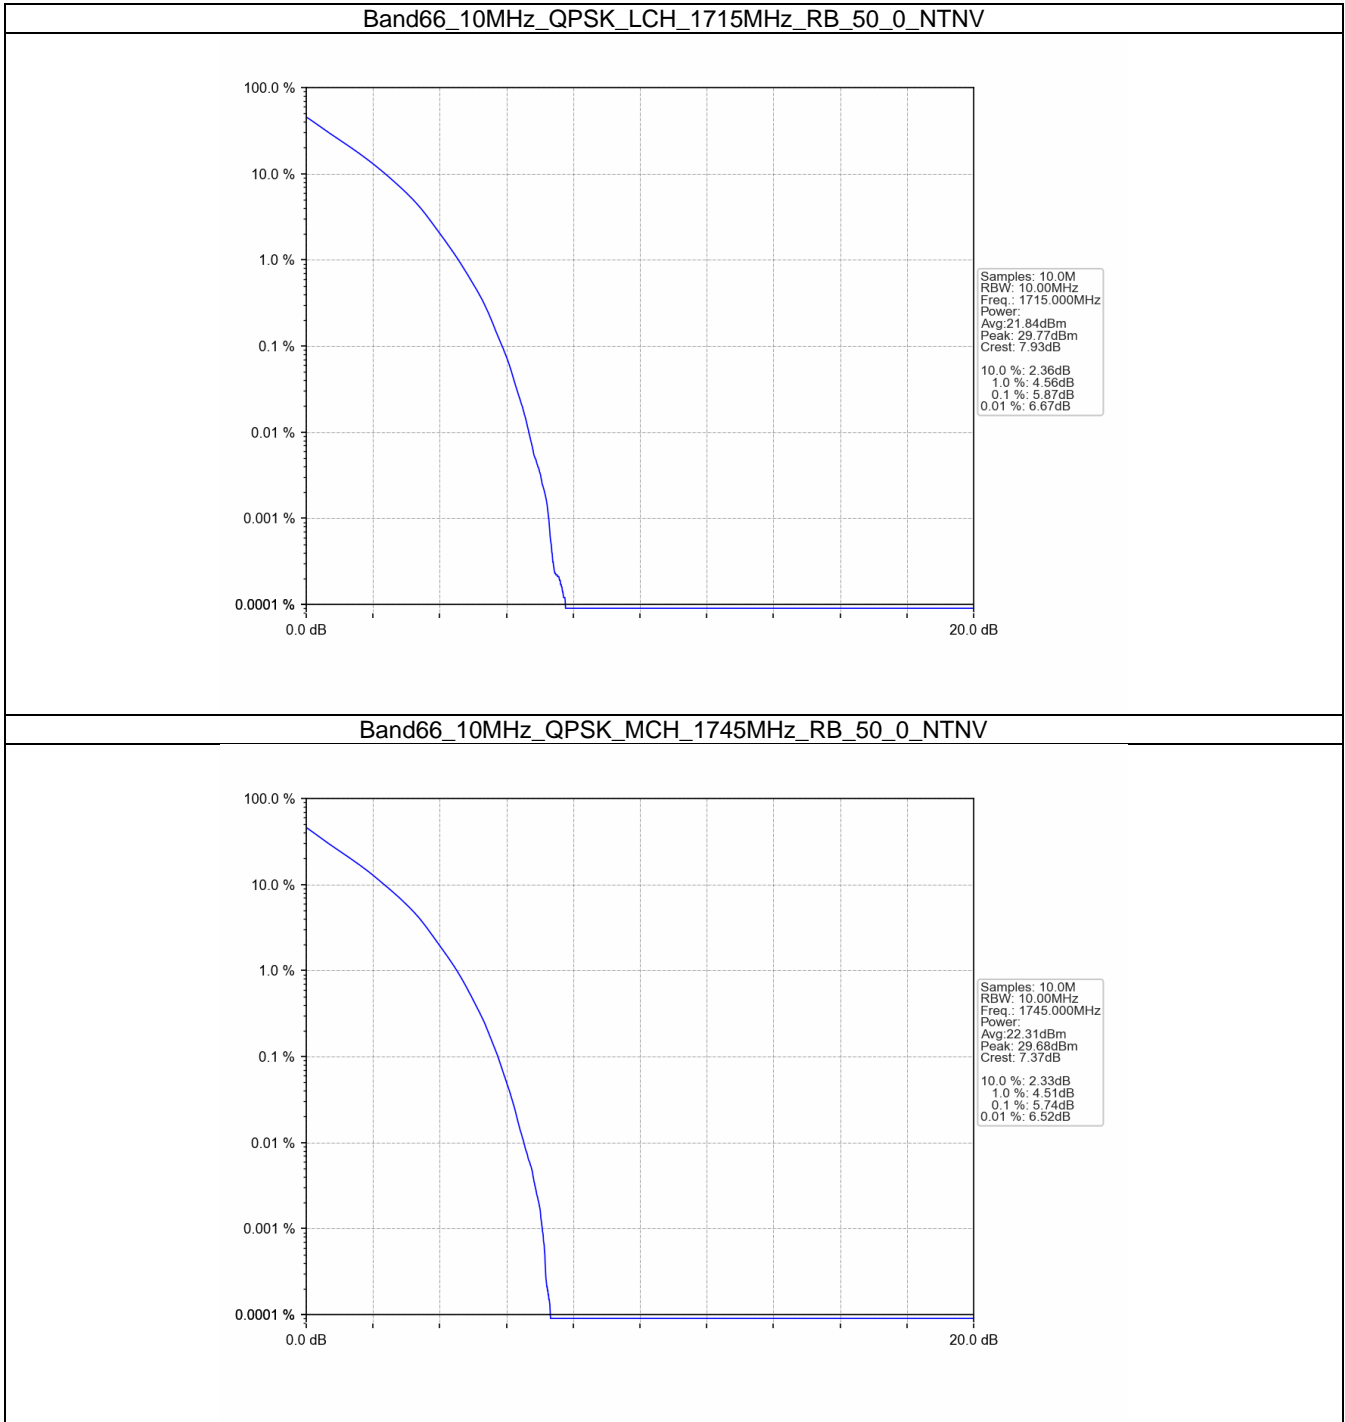 Band66_10MHz_QPSK_LCH_1715MHz_RB_50_0_NTNV
100.0 %
10.0 %
1.0 %
0.1 %
0.01 %
0.001 %
0.0001 %
0.0 dB
20.0 dB
Samples: 10.0M
RBW: 10.00MHz
Freq.: 1715.000MHz
Power:
Avg:21.84dBm
Peak: 29.77dBm
Crest: 7.93dB
10.0 %: 2.36dB
1.0 %: 4.56dB
0.1 %: 5.87dB
0.01 %: 6.67dB
Band66_10MHz_QPSK_MCH_1745MHz_RB_50_0_NTNV
100.0 %
10.0 %
1.0 %
0.1 %
0.01 %
0.001 %
0.0001 %
0.0 dB
20.0 dB
Samples: 10.0M
RBW: 10.00MHz
Freq.: 1745.000MHz
Power:
Avg:22.31dBm
Peak: 29.68dBm
Crest: 7.37dB
10.0 %: 2.33dB
1.0 %: 4.51dB
0.1 %: 5.74dB
0.01 %: 6.52dB